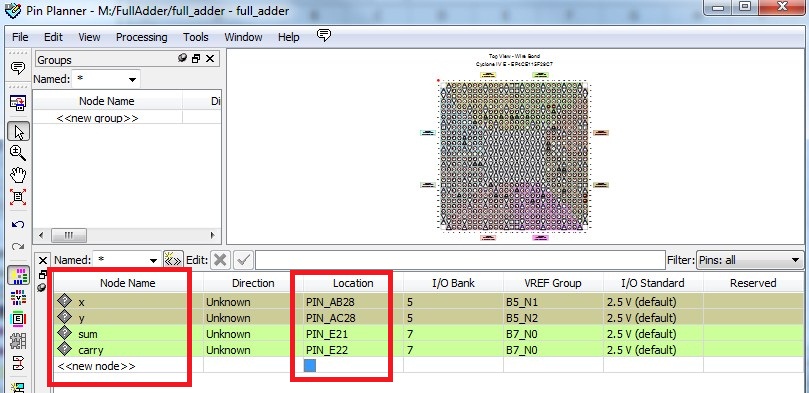 Pin Planner - M:/FullAdder/full_adder - full_adder
File Edit View Processing Tools Window Help
Groups
Named: *
Node Name Di
<<new group>>
Top View - Wire Bond
Cyclone IV E - EP4CE115F29C7
Named: * Edit: Filter: Pins: all
Node Name Direction Location I/O Bank VREF Group I/O Standard Reserved
x Unknown PIN_AB28 5 B5_N1 2.5 V (default)
y Unknown PIN_AC28 5 B5_N2 2.5 V (default)
sum Unknown PIN_E21 7 B7_N0 2.5 V (default)
carry Unknown PIN_E22 7 B7_N0 2.5 V (default)
<<new node>>